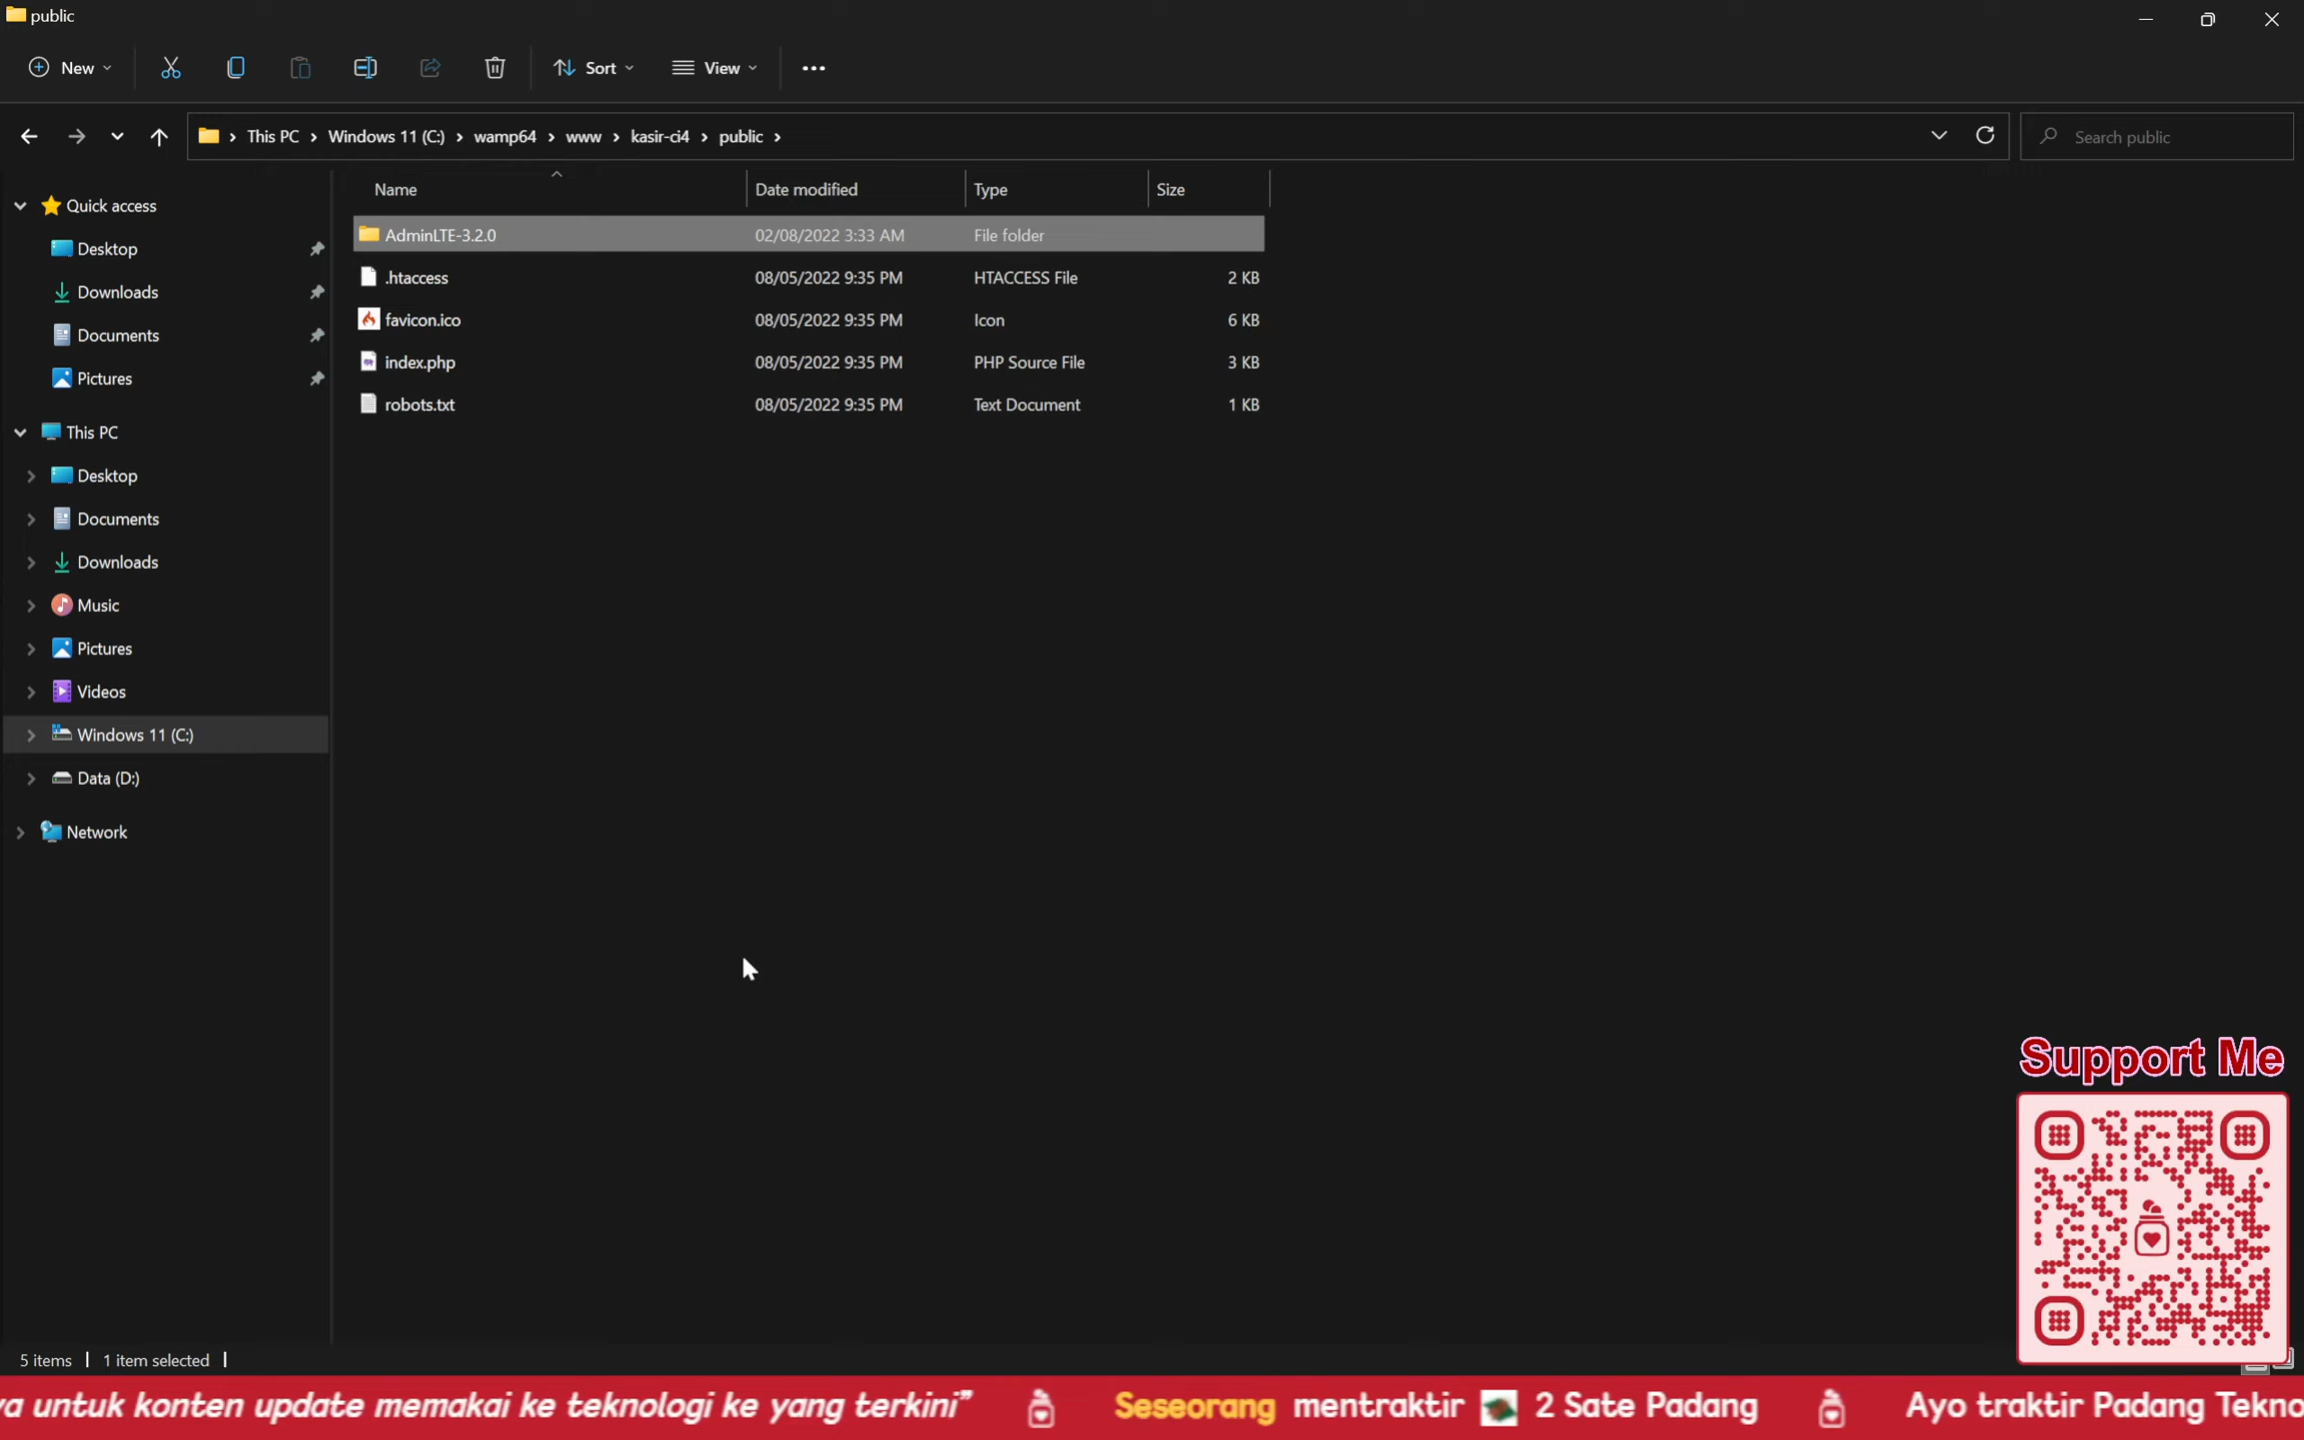 public
New
Sort
View
This PC
Windows 11 (C:)
wamp64
www
kasir-ci4
public
Search public
Quick access
Desktop
Downloads
Documents
Pictures
This PC
Desktop
Documents
Downloads
Music
Pictures
Videos
Windows 11 (C:)
Data (D:)
Network
Name Date modified Type Size
AdminLTE-3.2.0 02/08/2022 3:33 AM File folder
.htaccess 08/05/2022 9:35 PM HTACCESS File 2 KB
favicon.ico 08/05/2022 9:35 PM Icon 6 KB
index.php 08/05/2022 9:35 PM PHP Source File 3 KB
robots.txt 08/05/2022 9:35 PM Text Document 1 KB
Support Me
5 items 1 item selected
ya untuk konten update memakai ke teknologi ke yang terkini” Seseorang mentraktir 2 Sate Padang Ayo traktir Padang Tekno